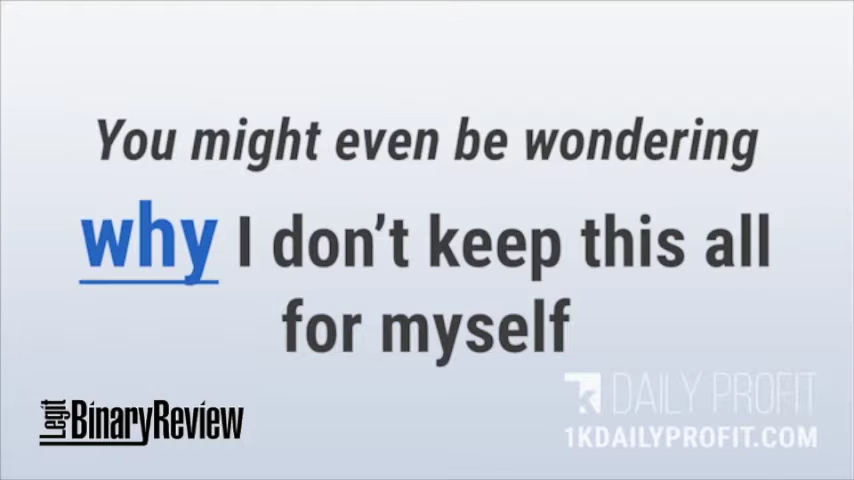 You might even be wondering
why I don't keep this all
for myself
Legit BinaryReview
1K DAILY PROFIT
1KDAILYPROFIT.COM